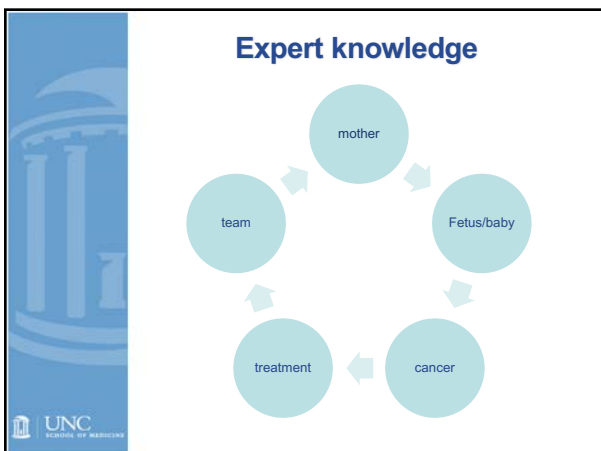 Expert knowledge
mother
Fetus/baby
cancer
treatment
team
UNC
SCHOOL OF MEDICINE